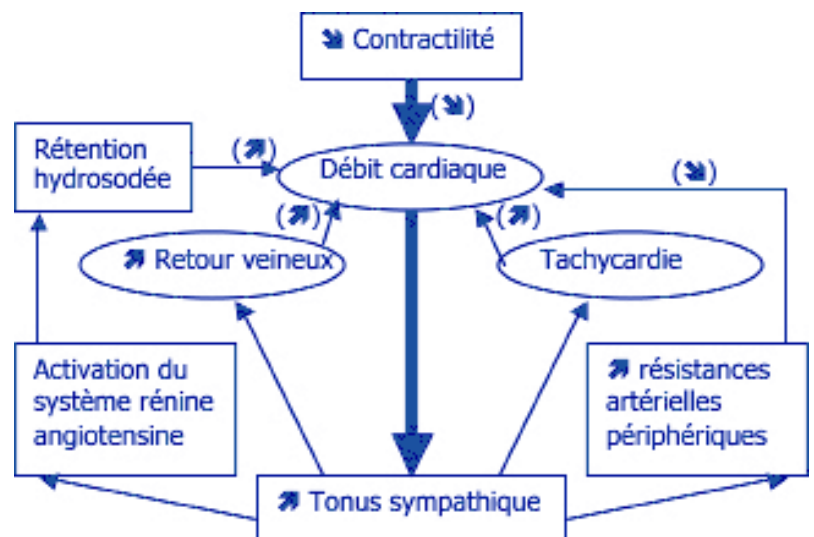 ↘ Contractilité
(↘)
Rétention
hydrosodée
(↗)
Débit cardiaque
(↘)
(↗)
(↗)
↗ Retour veineux
Tachycardie
Activation du
système rénine
angiotensine
↗ résistances
artérielles
périphériques
↗ Tonus sympathique